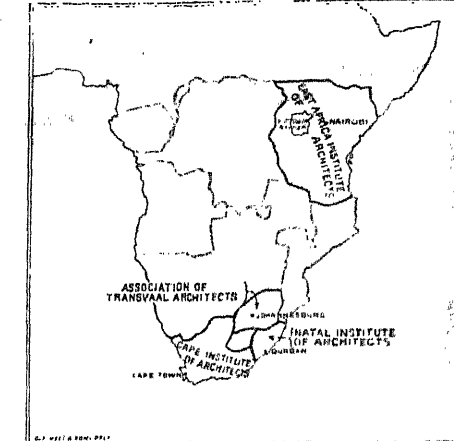 EAST AFRICA INSTITUTE
OF ARCHITECTS
NAIROBI
ASSOCIATION OF
TRANSVAAL ARCHITECTS
JOHANNESBURG
NATAL INSTITUTE
OF ARCHITECTS
DURBAN
CAPE INSTITUTE
OF ARCHITECTS
CAPE TOWN